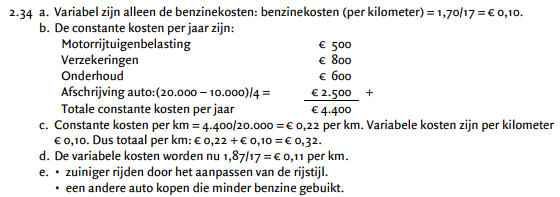 2.34 a. Variabel zijn alleen de benzinekosten: benzinekosten (per kilometer) = 1,70/17 = € 0,10.
b. De constante kosten per jaar zijn:
Motorrijtuigenbelasting € 500
Verzekeringen € 800
Onderhoud € 600
Afschrijving auto:(20.000 – 10.000)/4 = € 2.500 +
Totale constante kosten per jaar € 4.400
c. Constante kosten per km = 4.400/20.000 = € 0,22 per km. Variabele kosten zijn per kilometer
€ 0,10. Dus totaal per km: € 0,22 + € 0,10 = € 0,32.
d. De variabele kosten worden nu 1,87/17 = € 0,11 per km.
e. • zuiniger rijden door het aanpassen van de rijstijl.
• een andere auto kopen die minder benzine gebuikt.